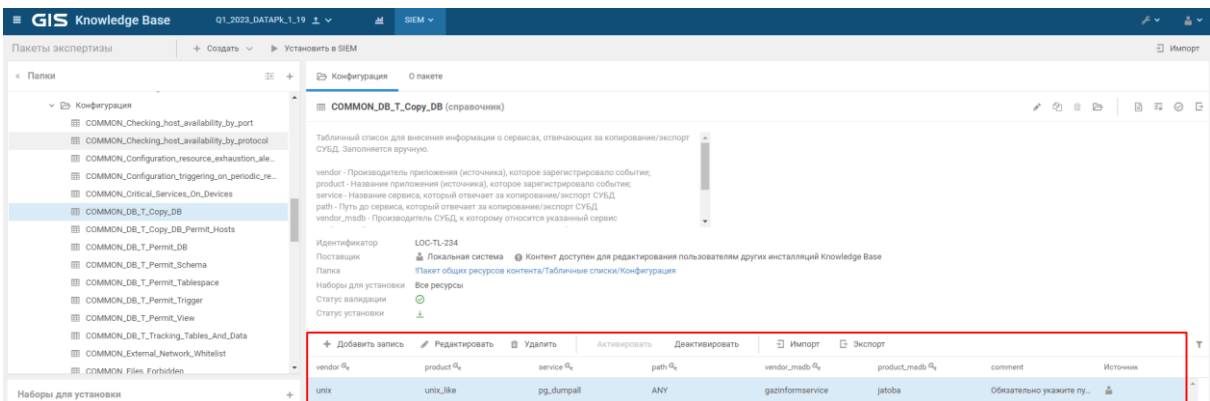 GIS Knowledge Base Q1_2023_DATAPk_1_19 SIEM
Пакеты экспертизы + Создать Установить в SIEM Импорт
Папки
Конфигурация
COMMON_Checking_host_availability_by_port
COMMON_Checking_host_availability_by_protocol
COMMON_Configuration_resource_exhaustion_ale...
COMMON_Configuration_triggering_on_periodic_re...
COMMON_Critical_Services_On_Devices
COMMON_DB_T_Copy_DB
COMMON_DB_T_Copy_DB_Permit_Hosts
COMMON_DB_T_Permit_DB
COMMON_DB_T_Permit_Schema
COMMON_DB_T_Permit_Tablespace
COMMON_DB_T_Permit_Trigger
COMMON_DB_T_Permit_View
COMMON_DB_T_Tracking_Tables_And_Data
COMMON_External_Network_Whitelist
COMMON_Files_Forbidden
Наборы для установки
Конфигурация О пакете
COMMON_DB_T_Copy_DB (справочник)
Табличный список для внесения информации о сервисах, отвечающих за копирование/экспорт
СУБД. Заполняется вручную.
vendor - Производитель приложения (источника), которое зарегистрировало событие;
product - Название приложения (источника), которое зарегистрировало событие;
service - Название сервиса, который отвечает за копирование/экспорт СУБД
path - Путь до сервиса, который отвечает за копирование/экспорт СУБД
vendor_msdb - Производитель СУБД, к которому относится указанный сервис
Идентификатор LOC-TL-234
Поставщик Локальная система Контент доступен для редактирования пользователям других инсталляций Knowledge Base
Папка !Пакет общих ресурсов контента/Табличные списки/Конфигурация
Наборы для установки Все ресурсы
Статус валидации
Статус установки
+ Добавить запись Редактировать Удалить Активировать Деактивировать Импорт Экспорт
vendor product service path vendor_msdb product_msdb comment Источник
unix unix_like pg_dumpall ANY gazinformservice jatoba Обязательно укажите пу...